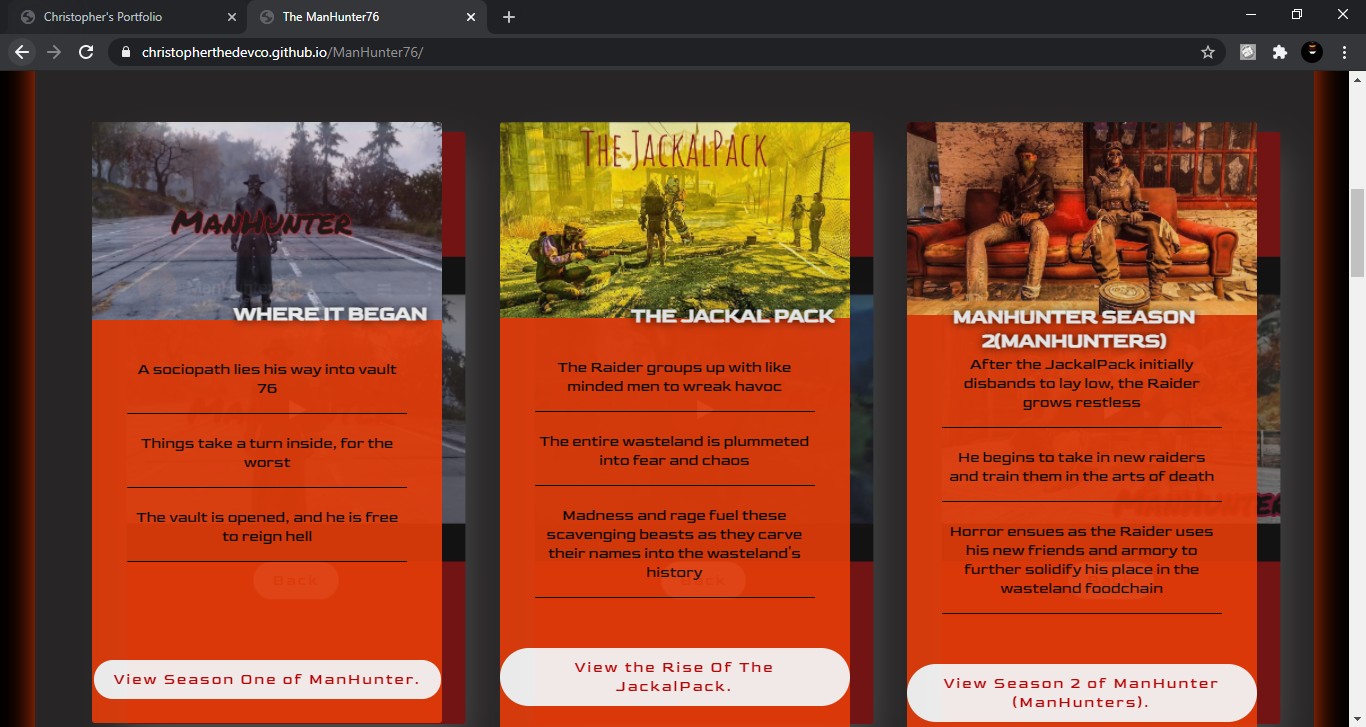 Christopher's Portfolio
The ManHunter76
christopherthedevco.github.io/ManHunter76/
ManHunter
WHERE IT BEGAN
A sociopath lies his way into vault
76
Things take a turn inside, for the
worst
The vault is opened, and he is free
to reign hell
Back
View Season One of ManHunter.
The JackalPack
THE JACKAL PACK
The Raider groups up with like
minded men to wreak havoc
The entire wasteland is plummeted
into fear and chaos
Madness and rage fuel these
scavenging beasts as they carve
their names into the wasteland's
history
Back
View the Rise Of The
JackalPack.
MANHUNTER SEASON
2(MANHUNTERS)
After the JackalPack initially
disbands to lay low, the Raider
grows restless
He begins to take in new raiders
and train them in the arts of death
ManHunter
Horror ensues as the Raider uses
his new friends and armory to
further solidify his place in the
wasteland foodchain
View Season 2 of ManHunter
(ManHunters).